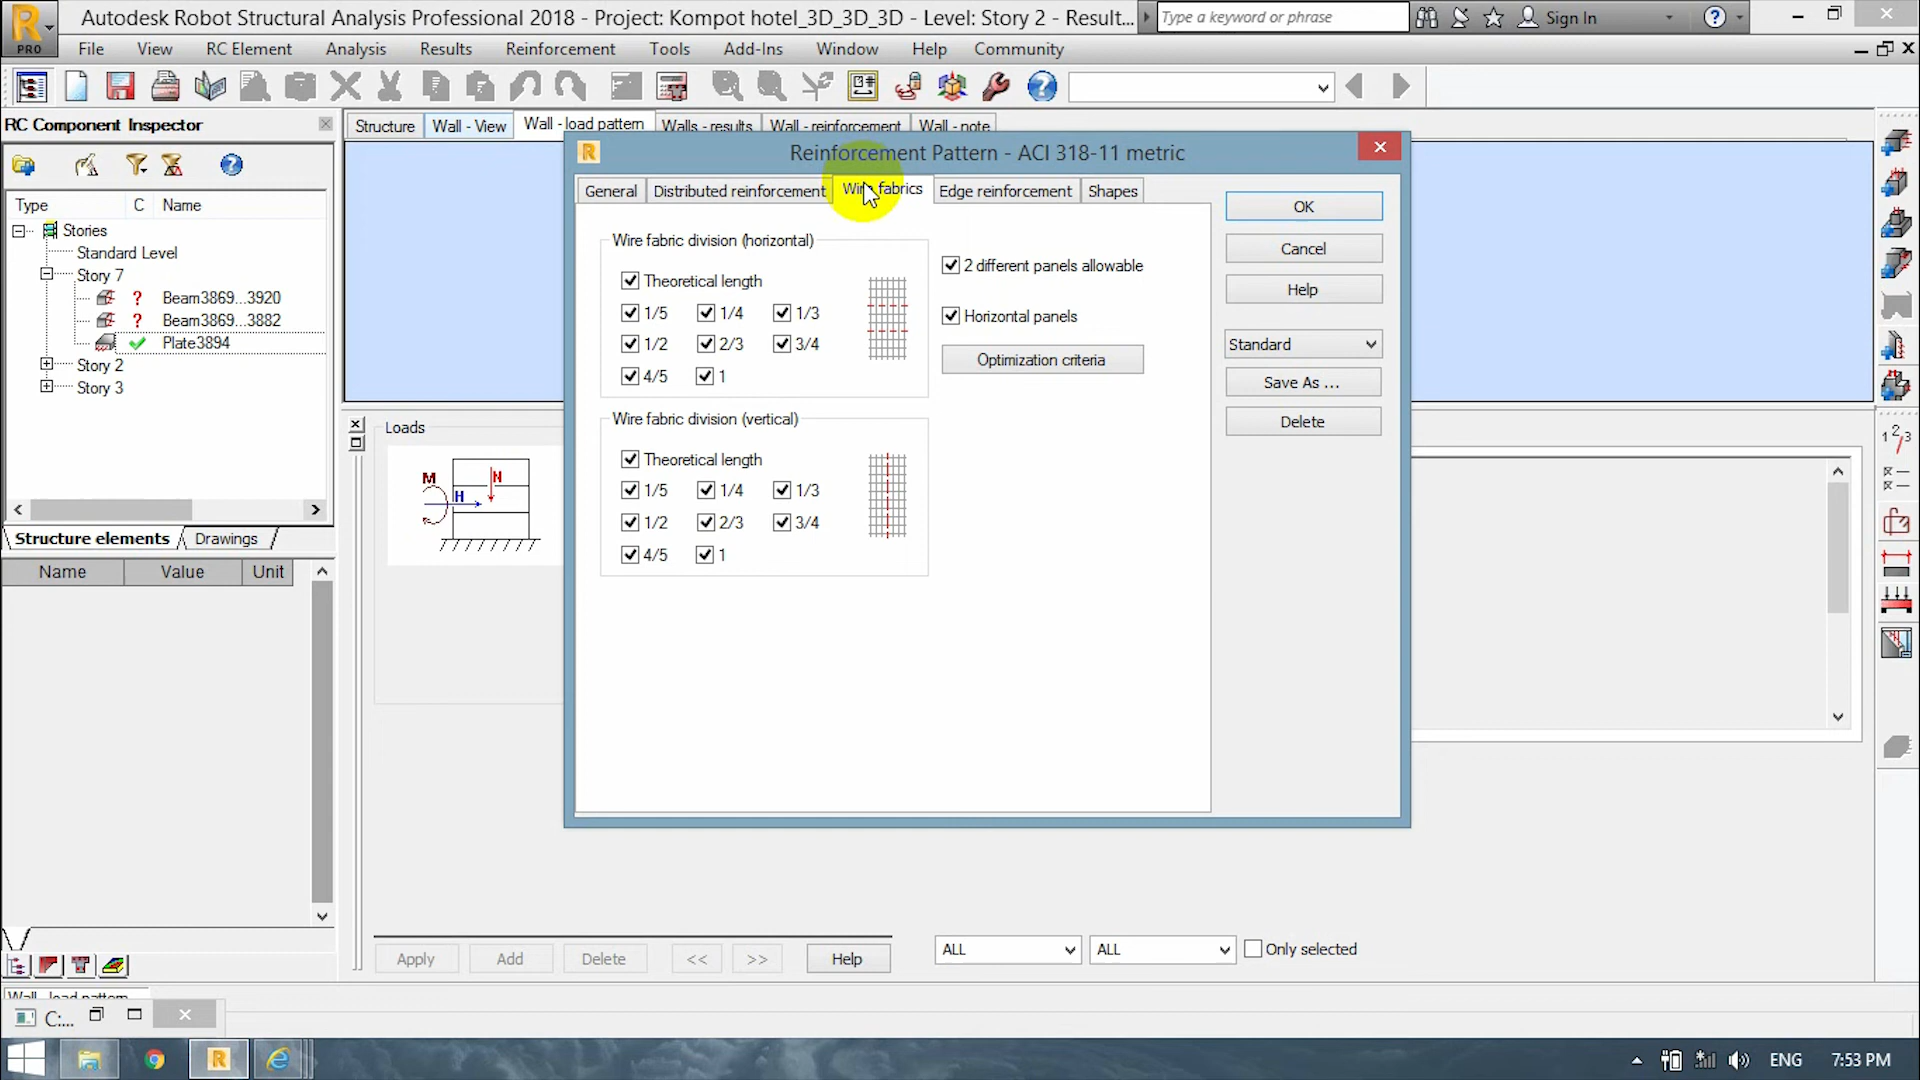 Autodesk Robot Structural Analysis Professional 2018 - Project: Kompot hotel_3D_3D_3D - Level: Story 2 - Result...
Type a keyword or phrase
Sign In
PRO
File View RC Element Analysis Results Reinforcement Tools Add-Ins Window Help Community
RC Component Inspector
Structure Wall - View Wall - load pattern Walls - results Wall - reinforcement Wall - note
Type C Name
Stories
Standard Level
Story 7
? Beam3869...3920
? Beam3869...3882
Plate3894
Story 2
Story 3
Structure elements Drawings
Name Value Unit
Loads
M N
H
Reinforcement Pattern - ACI 318-11 metric
General Distributed reinforcement Wire fabrics Edge reinforcement Shapes
Wire fabric division (horizontal)
Theoretical length
1/5 1/4 1/3
1/2 2/3 3/4
4/5 1
2 different panels allowable
Horizontal panels
Optimization criteria
Wire fabric division (vertical)
Theoretical length
1/5 1/4 1/3
1/2 2/3 3/4
4/5 1
OK
Cancel
Help
Standard
Save As ...
Delete
Apply Add Delete << >> Help
ALL ALL Only selected
Wall - load pattern
C:...
ENG 7:53 PM